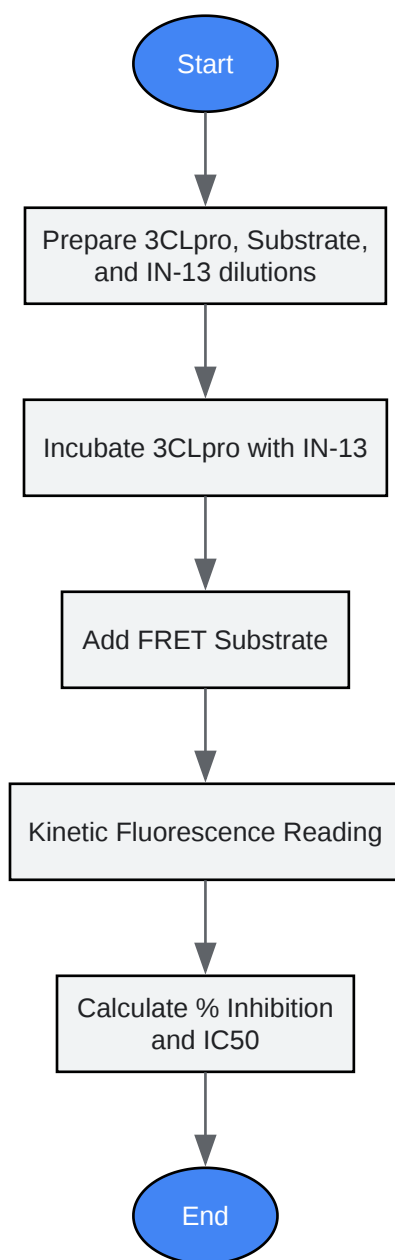 Start
Prepare 3CLpro, Substrate,
and IN-13 dilutions
Incubate 3CLpro with IN-13
Add FRET Substrate
Kinetic Fluorescence Reading
Calculate % Inhibition
and IC50
End